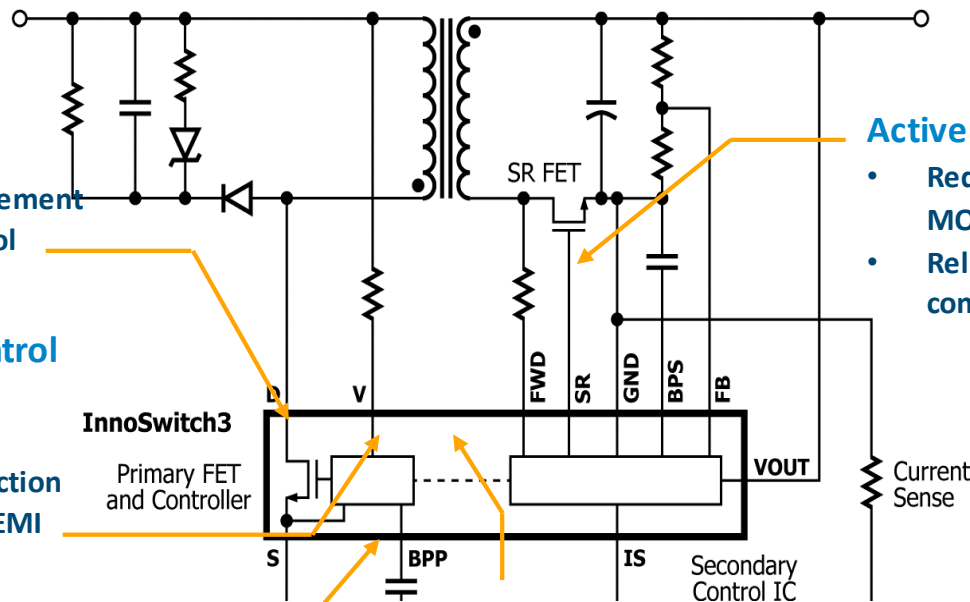 SR FET
Active
• Rec
MO
• Rel
con
ement
ol
trol
D
V
FWD
SR
GND
BPS
FB
InnoSwitch3
Primary FET
and Controller
VOUT
Current
Sense
ction
EMI
S
BPP
IS
Secondary
Control IC